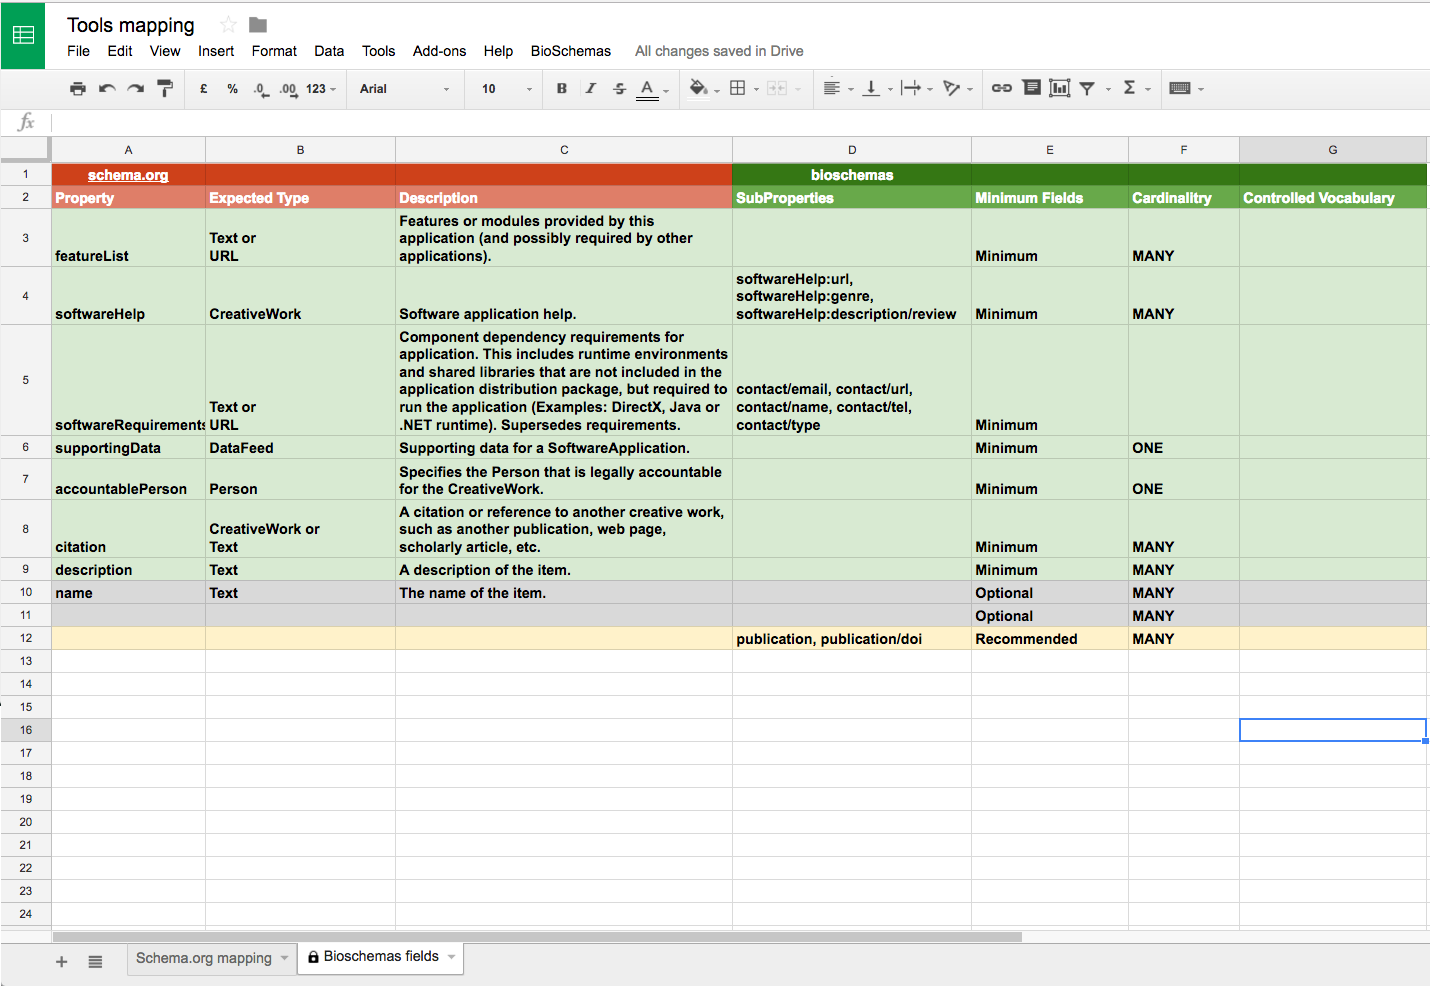 Tools mapping
File Edit View Insert Format Data Tools Add-ons Help BioSchemas All changes saved in Drive
£ % .0 .00 123 Arial 10 B I S A Σ
fx
A B C D E F G
1 schema.org bioschemas
2 Property Expected Type Description SubProperties Minimum Fields Cardinalitry Controlled Vocabulary
3 featureList Text or
URL
Features or modules provided by this
application (and possibly required by other
applications).
Minimum MANY
4 softwareHelp CreativeWork Software application help.
softwareHelp:url,
softwareHelp:genre,
softwareHelp:description/review
Minimum MANY
5 softwareRequirements Text or
URL
Component dependency requirements for
application. This includes runtime environments
and shared libraries that are not included in the
application distribution package, but required to
run the application (Examples: DirectX, Java or
.NET runtime). Supersedes requirements.
contact/email, contact/url,
contact/name, contact/tel,
contact/type
Minimum
6 supportingData DataFeed Supporting data for a SoftwareApplication. Minimum ONE
7 accountablePerson Person
Specifies the Person that is legally accountable
for the CreativeWork.
Minimum ONE
8 citation CreativeWork or
Text
A citation or reference to another creative work,
such as another publication, web page,
scholarly article, etc.
Minimum MANY
9 description Text A description of the item. Minimum MANY
10 name Text The name of the item. Optional MANY
11 Optional MANY
12 publication, publication/doi Recommended MANY
13
14
15
16
17
18
19
20
21
22
23
24
+ Schema.org mapping Bioschemas fields